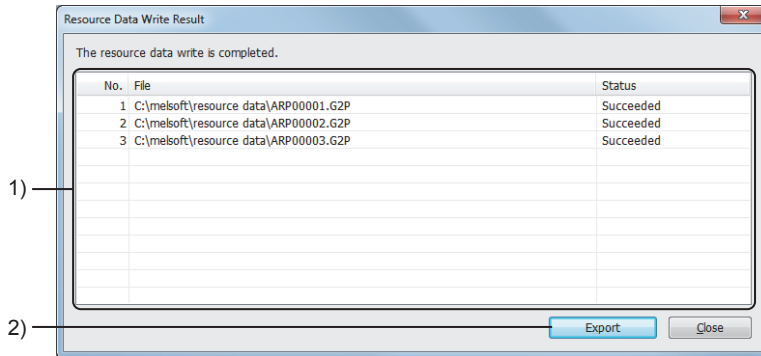 Resource Data Write Result
The resource data write is completed.
No. File Status
1 C:\melsoft\resource data\ARP00001.G2P Succeeded
2 C:\melsoft\resource data\ARP00002.G2P Succeeded
3 C:\melsoft\resource data\ARP00003.G2P Succeeded
1)
2)
Export Close